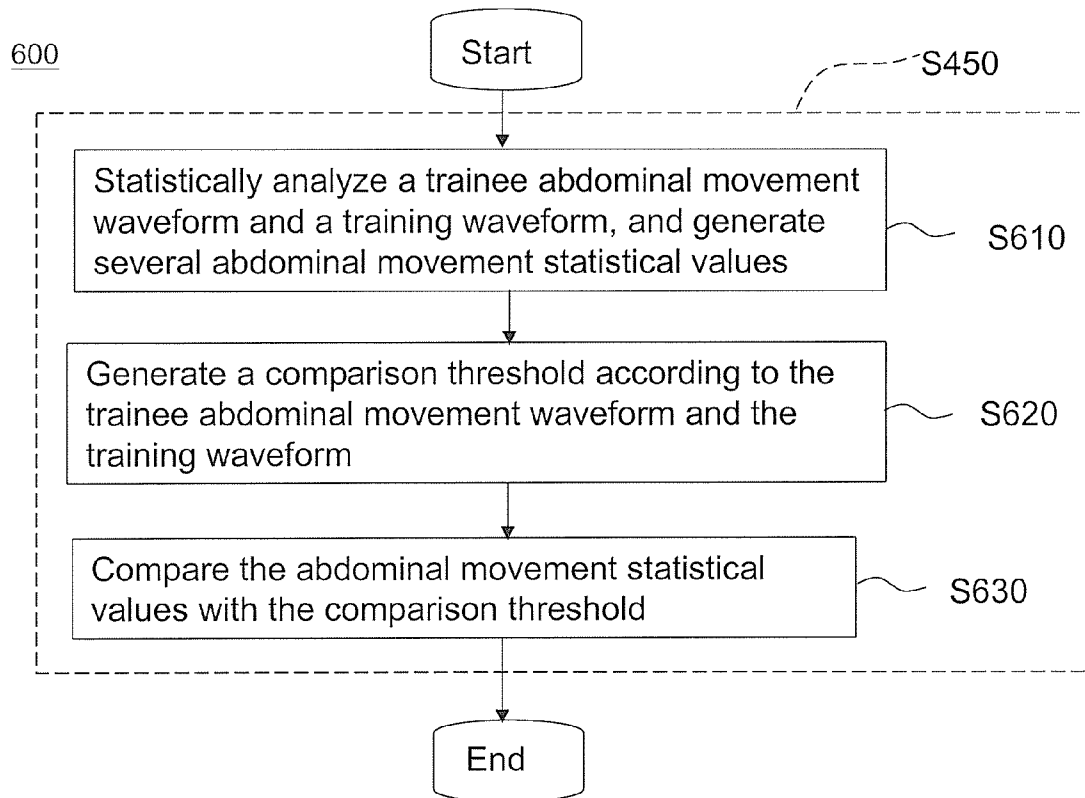 600
Start
S450
Statistically analyze a trainee abdominal movement
waveform and a training waveform, and generate
several abdominal movement statistical values
S610
Generate a comparison threshold according to the
trainee abdominal movement waveform and the
training waveform
S620
Compare the abdominal movement statistical
values with the comparison threshold
S630
End